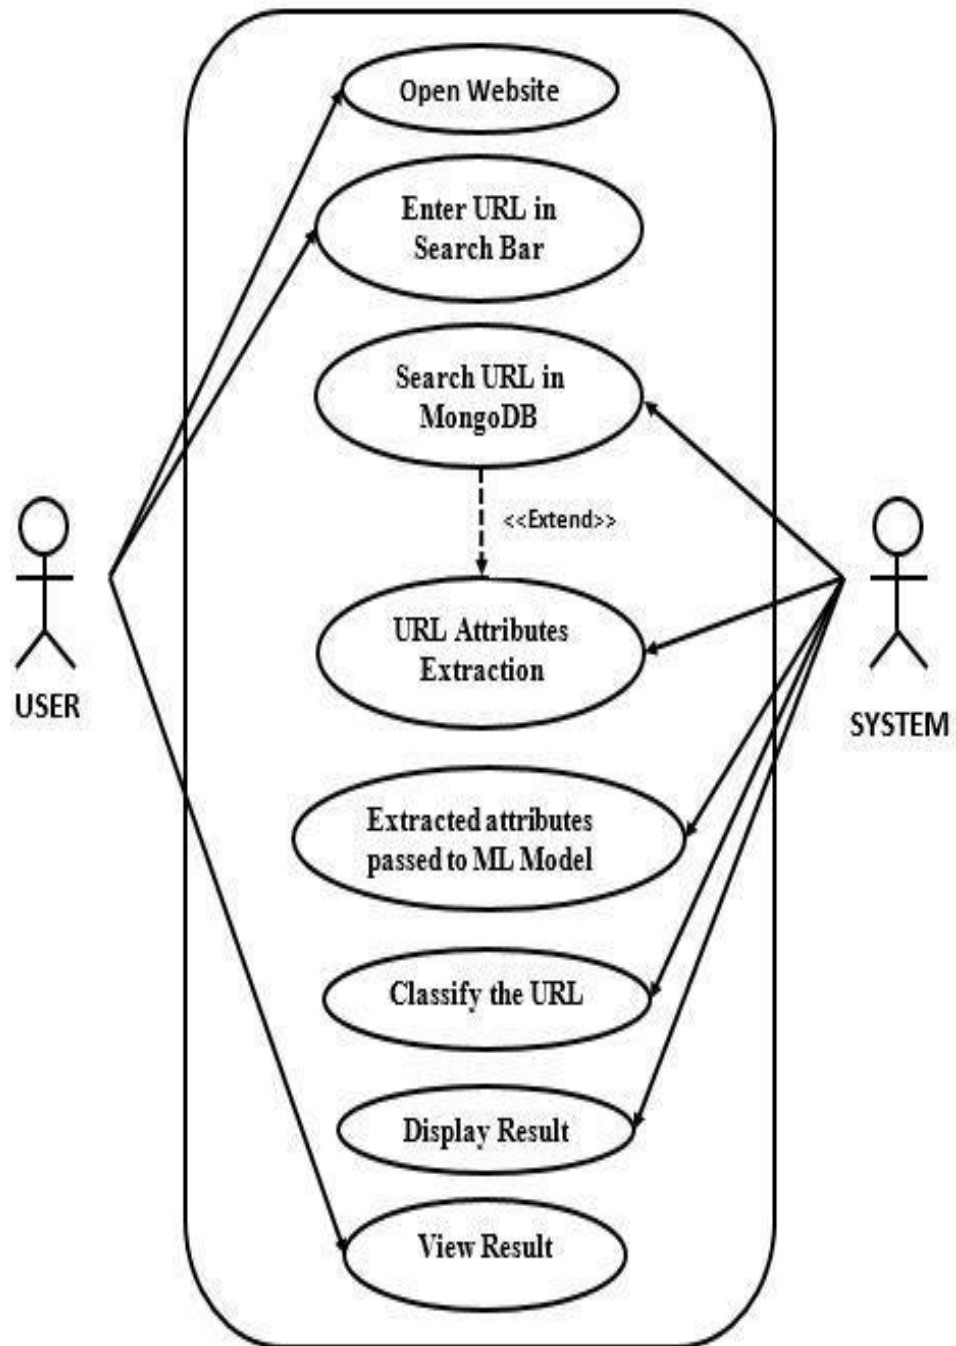 Open Website
Enter URL in
Search Bar
Search URL in
MongoDB
<<Extend>>
URL Attributes
Extraction
USER
SYSTEM
Extracted attributes
passed to ML Model
Classify the URL
Display Result
View Result